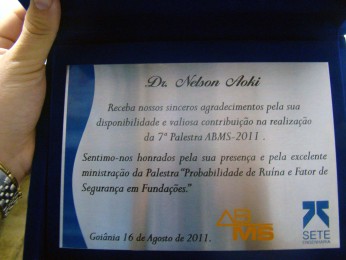 Dr. Nelson Aoki
Receba nossos sinceros agradecimentos pela sua
disponibilidade e valiosa contribuição na realização
da 7ª Palestra ABMS-2011 .
Sentimo-nos honrados pela sua presença e pela excelente
ministração da Palestra "Probabilidade de Ruína e Fator de
Segurança em Fundações."
AB
MS
SETE
Goiânia 16 de Agosto de 2011.